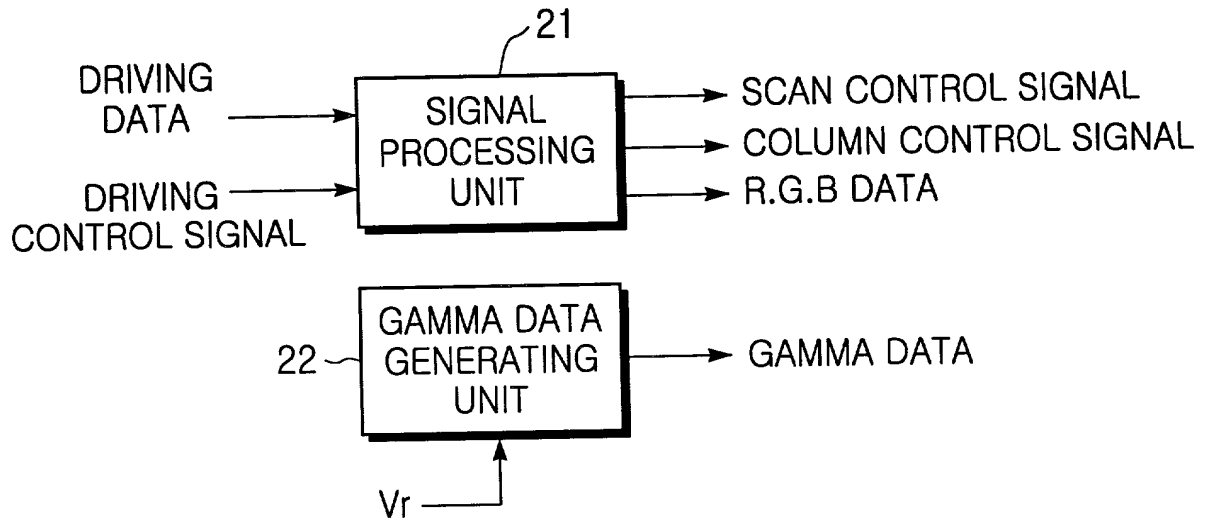 21
DRIVING
DATA
SIGNAL
PROCESSING
UNIT
SCAN CONTROL SIGNAL
COLUMN CONTROL SIGNAL
R.G.B DATA
DRIVING
CONTROL SIGNAL
22
GAMMA DATA
GENERATING
UNIT
GAMMA DATA
Vr